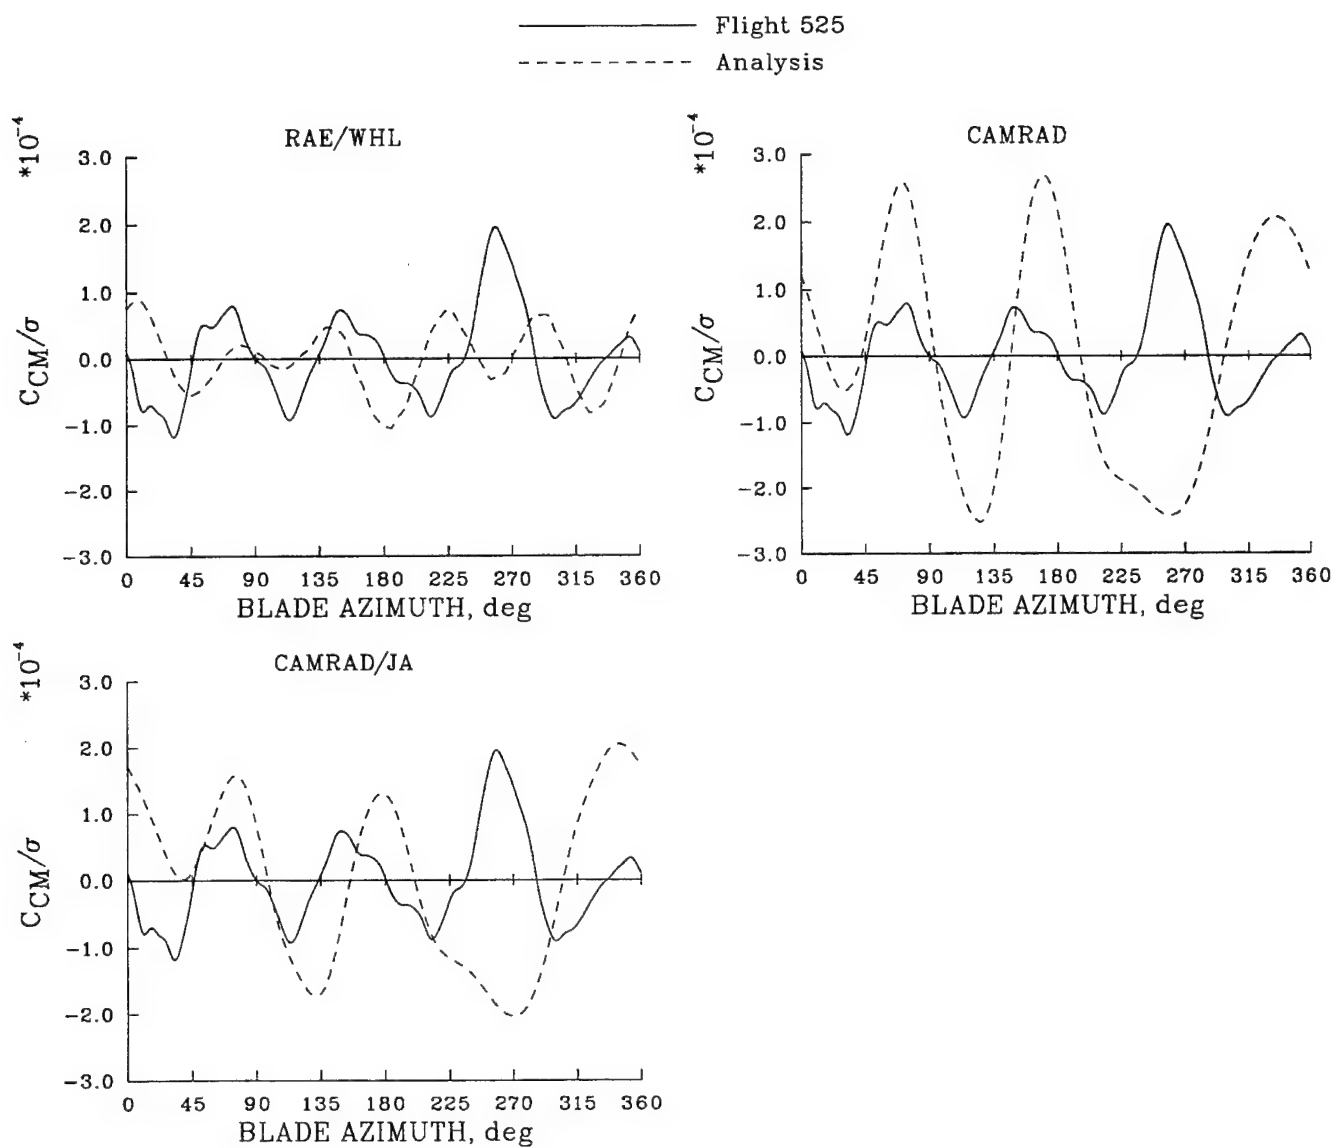 Flight 525
Analysis
RAE/WHL
*10⁻⁴
3.0
2.0
1.0
0.0
−1.0
−2.0
−3.0
C_CM/σ
0 45 90 135 180 225 270 315 360
BLADE AZIMUTH, deg
CAMRAD
*10⁻⁴
3.0
2.0
1.0
0.0
−1.0
−2.0
−3.0
C_CM/σ
0 45 90 135 180 225 270 315 360
BLADE AZIMUTH, deg
CAMRAD/JA
*10⁻⁴
3.0
2.0
1.0
0.0
−1.0
−2.0
−3.0
C_CM/σ
0 45 90 135 180 225 270 315 360
BLADE AZIMUTH, deg